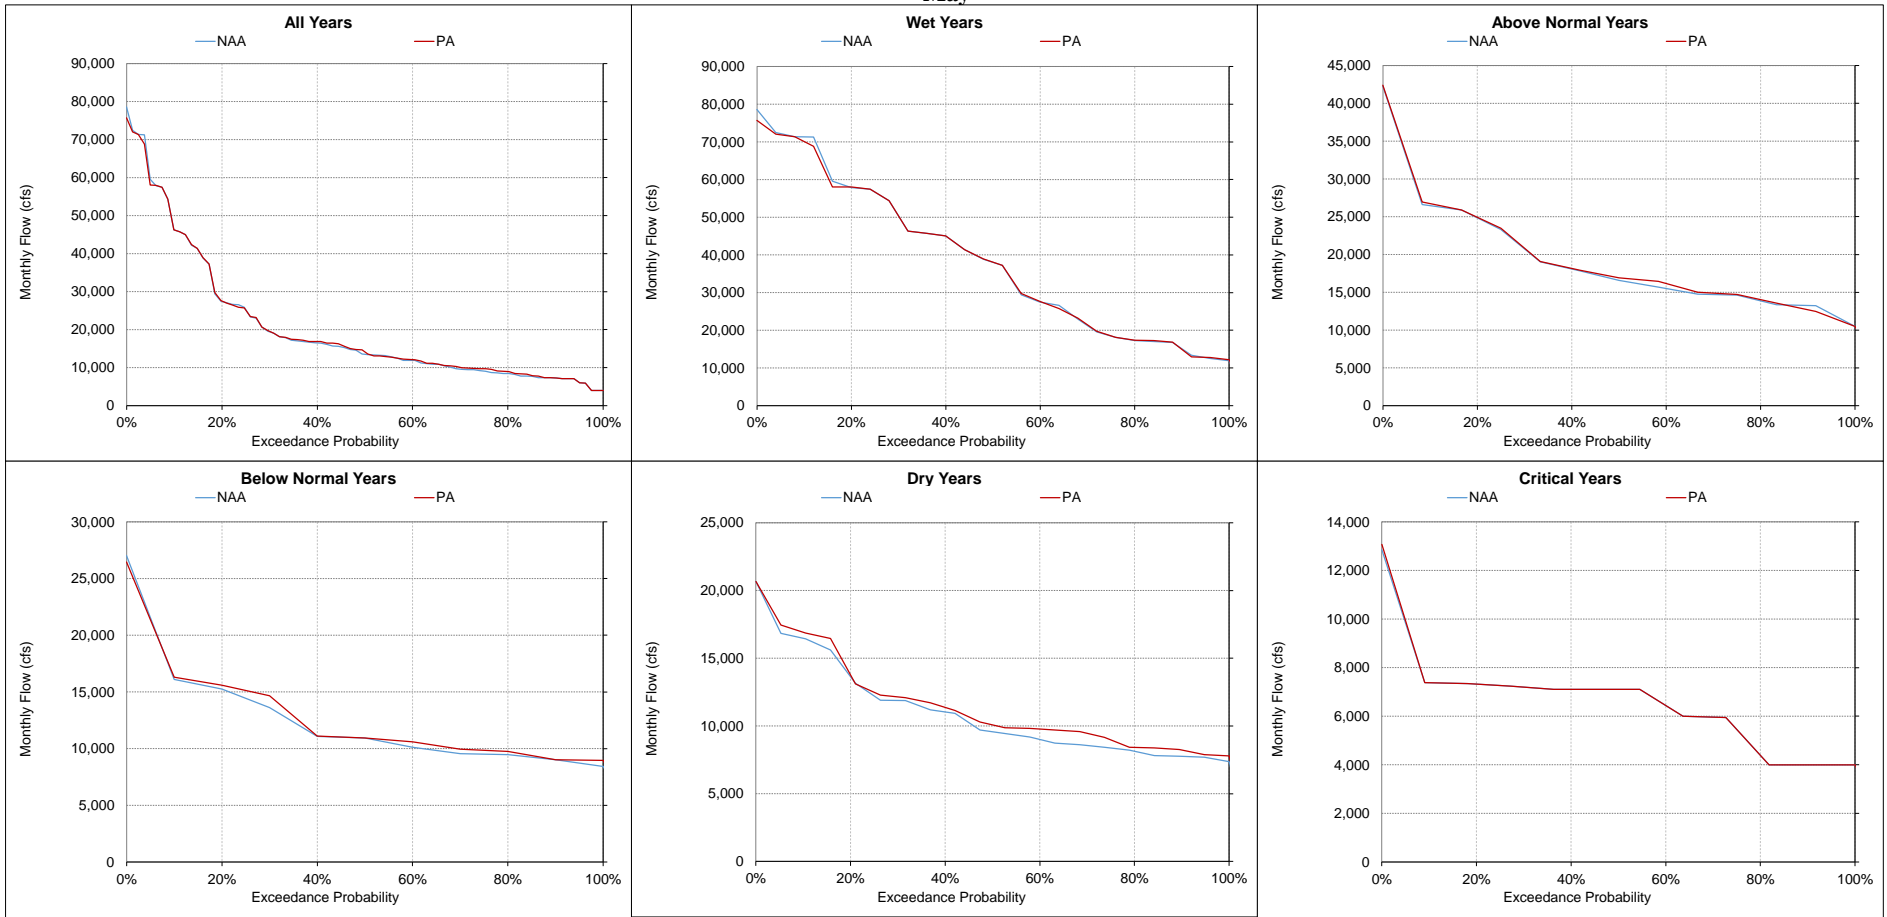 May
All Years
NAA PA
90,000
80,000
70,000
60,000
50,000
40,000
30,000
20,000
10,000
0
Monthly Flow (cfs)
0% 20% 40% 60% 80% 100%
Exceedance Probability
Wet Years
NAA PA
90,000
80,000
70,000
60,000
50,000
40,000
30,000
20,000
10,000
0
Monthly Flow (cfs)
0% 20% 40% 60% 80% 100%
Exceedance Probability
Above Normal Years
NAA PA
45,000
40,000
35,000
30,000
25,000
20,000
15,000
10,000
5,000
0
Monthly Flow (cfs)
0% 20% 40% 60% 80% 100%
Exceedance Probability
Below Normal Years
NAA PA
30,000
25,000
20,000
15,000
10,000
5,000
0
Monthly Flow (cfs)
0% 20% 40% 60% 80% 100%
Exceedance Probability
Dry Years
NAA PA
25,000
20,000
15,000
10,000
5,000
0
Monthly Flow (cfs)
0% 20% 40% 60% 80% 100%
Exceedance Probability
Critical Years
NAA PA
14,000
12,000
10,000
8,000
6,000
4,000
2,000
0
Monthly Flow (cfs)
0% 20% 40% 60% 80% 100%
Exceedance Probability